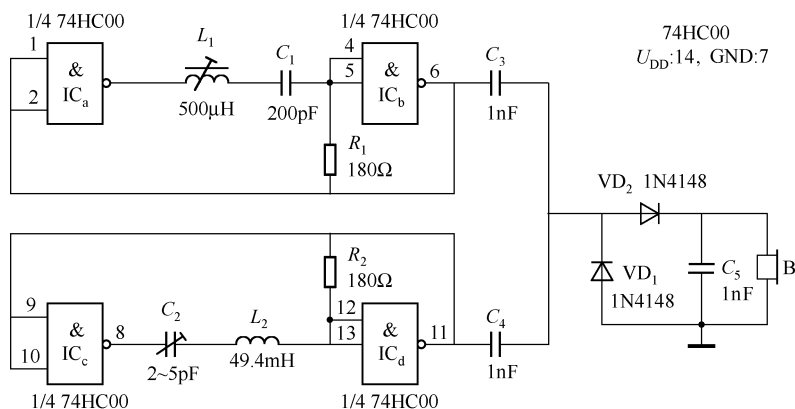 1/4 74HC00
1
2
&
ICa
L1
500μH
C1
200pF
1/4 74HC00
4
5
&
ICb
6
R1
180Ω
C3
1nF
74HC00
UDD:14, GND:7
VD2 1N4148
VD1
1N4148
C5
1nF
B
9
10
&
ICc
8
1/4 74HC00
C2
2~5pF
L2
49.4mH
R2
180Ω
12
13
&
ICd
11
1/4 74HC00
C4
1nF